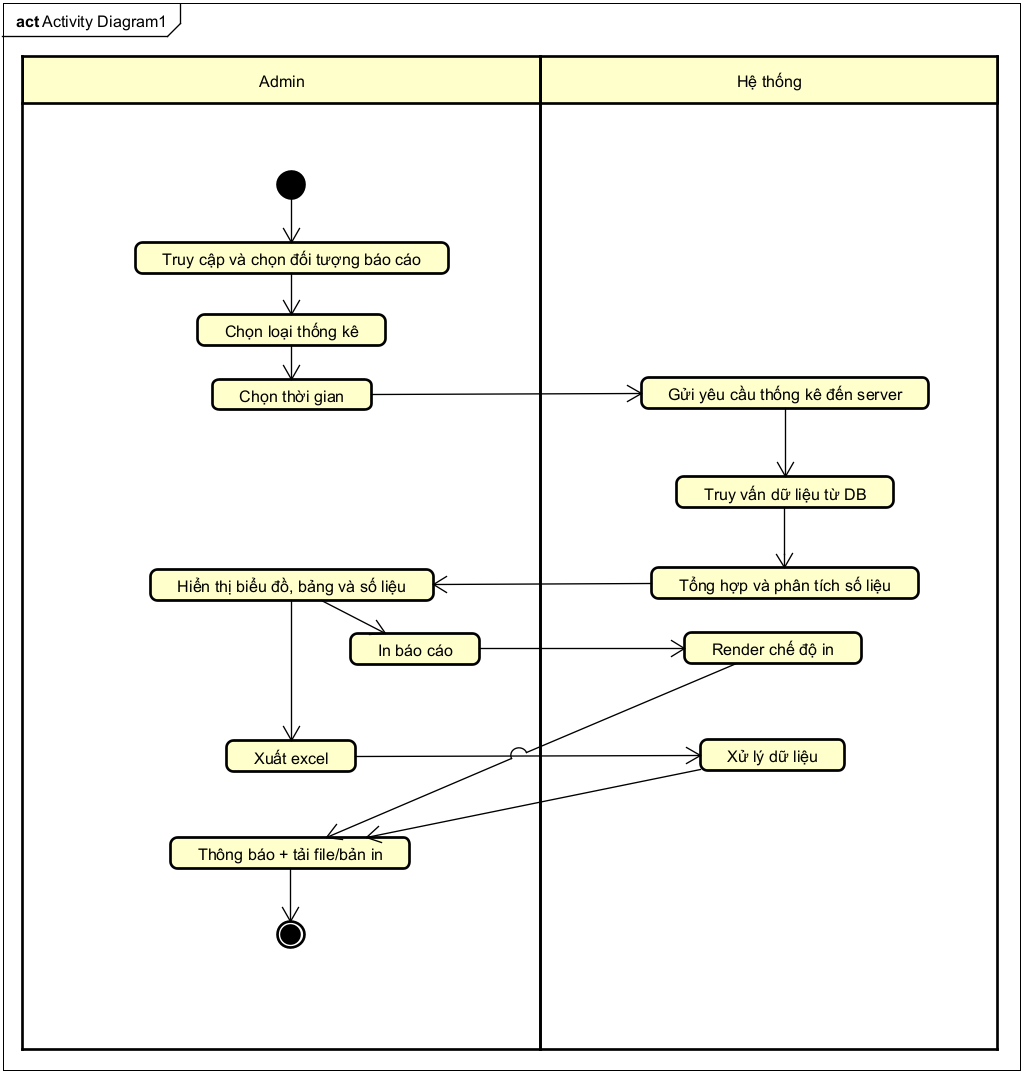 act Activity Diagram1
Admin
Hệ thống
Truy cập và chọn đối tượng báo cáo
Chọn loại thống kê
Chọn thời gian
Gửi yêu cầu thống kê đến server
Truy vấn dữ liệu từ DB
Hiển thị biểu đồ, bảng và số liệu
Tổng hợp và phân tích số liệu
In báo cáo
Render chế độ in
Xuất excel
Xử lý dữ liệu
Thông báo + tải file/bản in